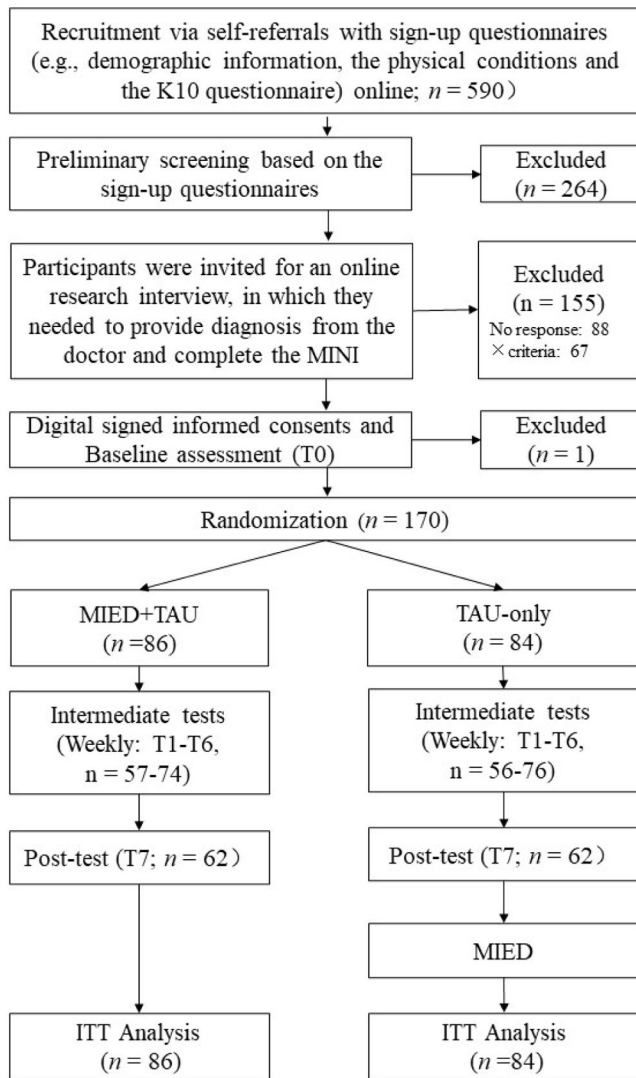 Recruitment via self-referrals with sign-up questionnaires
(e.g., demographic information, the physical conditions and
the K10 questionnaire) online; n = 590）
Preliminary screening based on the
sign-up questionnaires
Excluded
(n = 264)
Participants were invited for an online
research interview, in which they
needed to provide diagnosis from the
doctor and complete the MINI
Excluded
(n = 155)
No response: 88
×criteria: 67
Digital signed informed consents and
Baseline assessment (T0)
Excluded
(n = 1)
Randomization (n = 170)
MIED+TAU
(n =86)
TAU-only
(n = 84)
Intermediate tests
(Weekly: T1-T6,
n = 57-74)
Intermediate tests
(Weekly: T1-T6,
n = 56-76)
Post-test (T7; n = 62）
Post-test (T7; n = 62）
MIED
ITT Analysis
(n = 86)
ITT Analysis
(n =84)